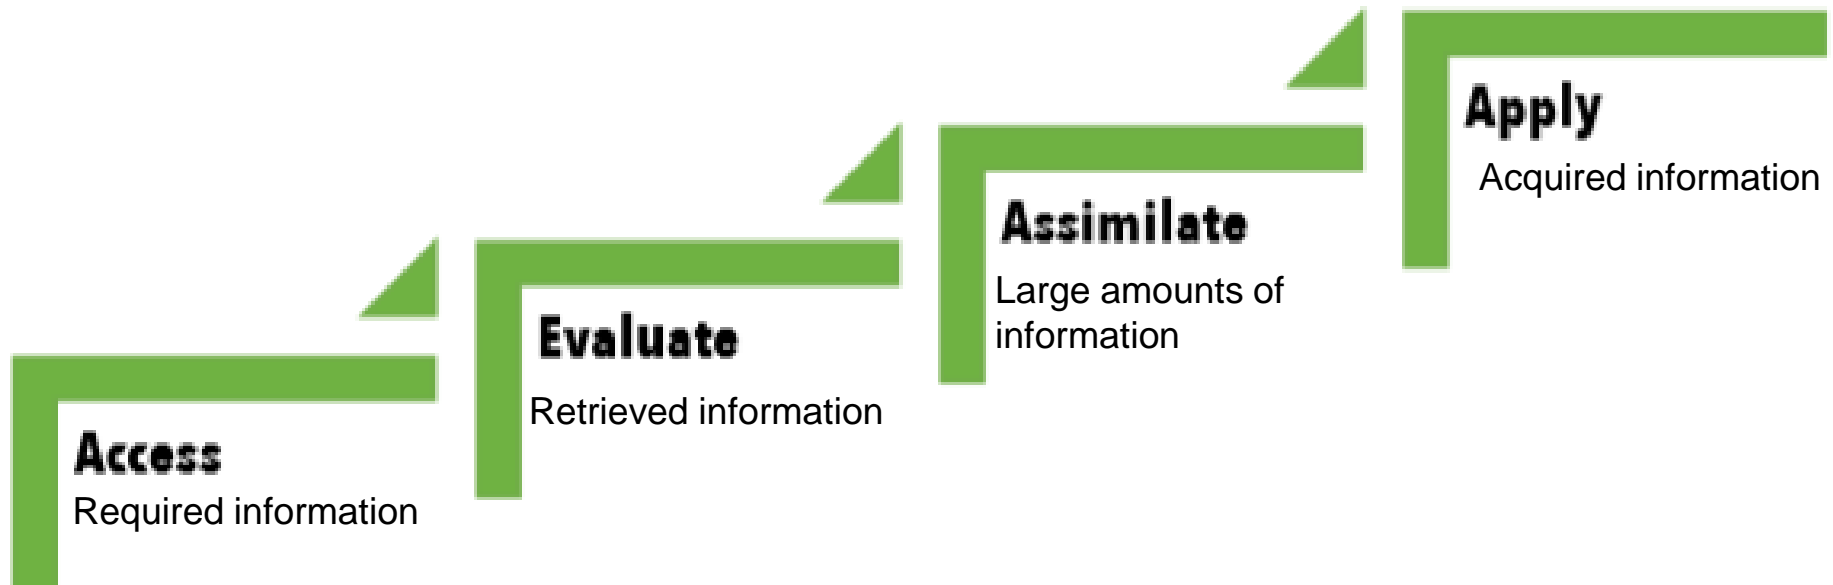 Access
Required information
Evaluate
Retrieved information
Assimilate
Large amounts of
information
Apply
Acquired information